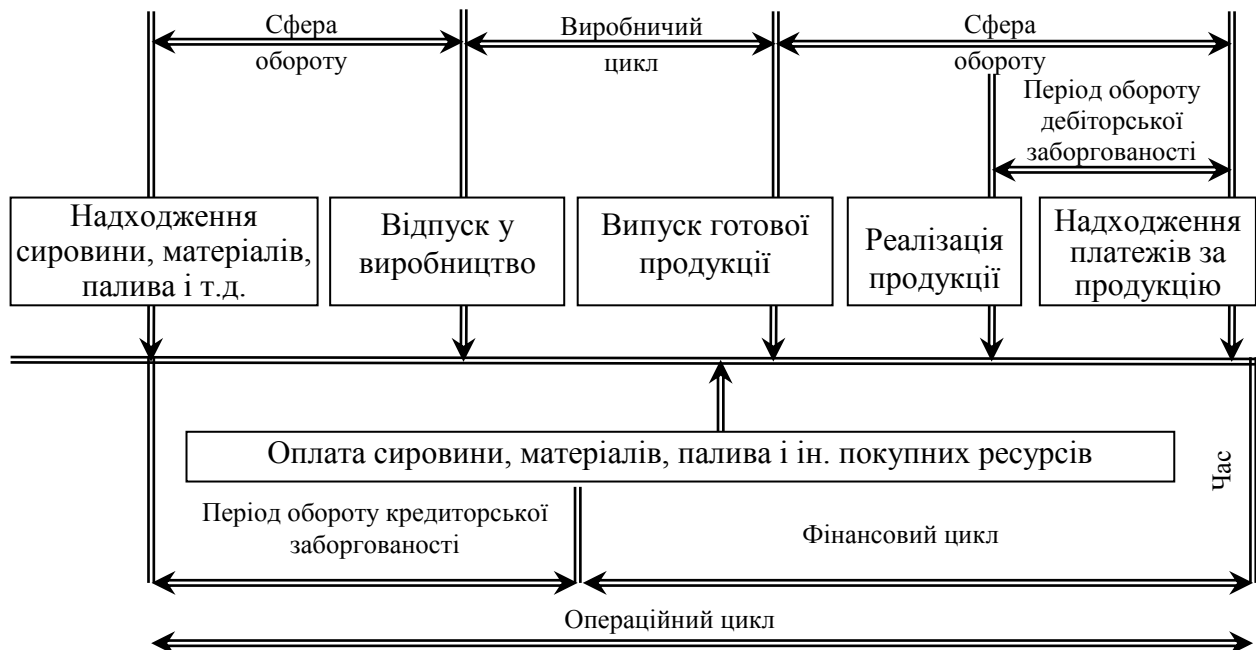 Сфера
обороту
Виробничий
цикл
Сфера
обороту
Період обороту
дебіторської
заборгованості
Надходження
сировини, матеріалів,
палива і т.д.
Відпуск у
виробництво
Випуск готової
продукції
Реалізація
продукції
Надходження
платежів за
продукцію
Оплата сировини, матеріалів, палива і ін. покупних ресурсів
Час
Період обороту кредиторської
заборгованості
Фінансовий цикл
Операційний цикл